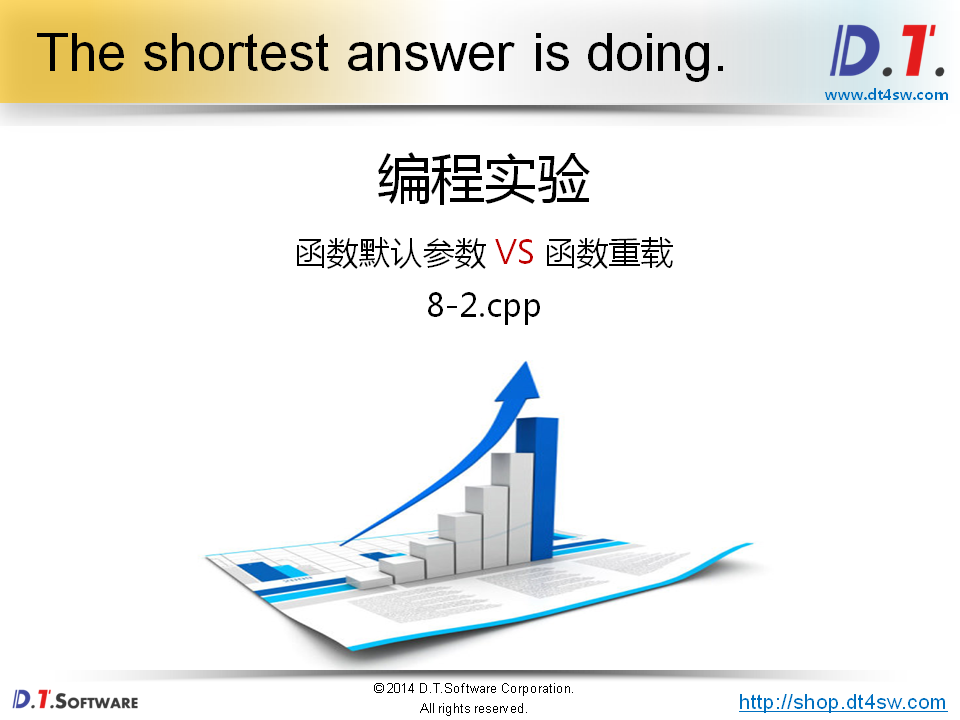 The shortest answer is doing.
D.T.
www.dt4sw.com
编程实验
函数默认参数 VS 函数重载
8-2.cpp
2009
D.T.SOFTWARE
©2014 D.T.Software Corporation.
All rights reserved.
http://shop.dt4sw.com